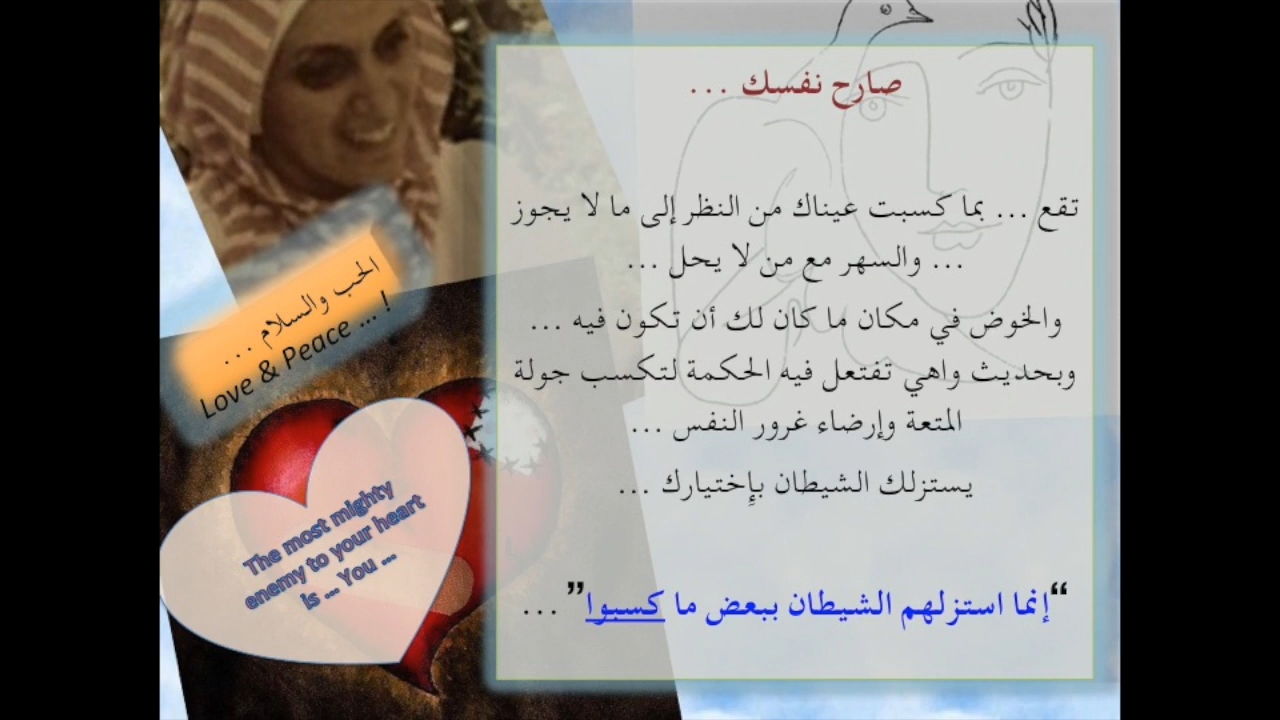 صارح نفسك ...
تقع ... بما كسبت عيناك من النظر إلى ما لا يجوز
... والسهر مع من لا يحل ...
والخوض في مكان ما كان لك أن تكون فيه ...
وبحديث واهي تفتعل فيه الحكمة لتكسب جولة
المتعة وإرضاء غرور النفس ...
يستزلك الشيطان بإختيارك ...
“إنما استزلهم الشيطان ببعض ما كسبوا” ...
الحب والسلام ...
Love & Peace ... !
The most mighty
enemy to your heart
Is ... You ...